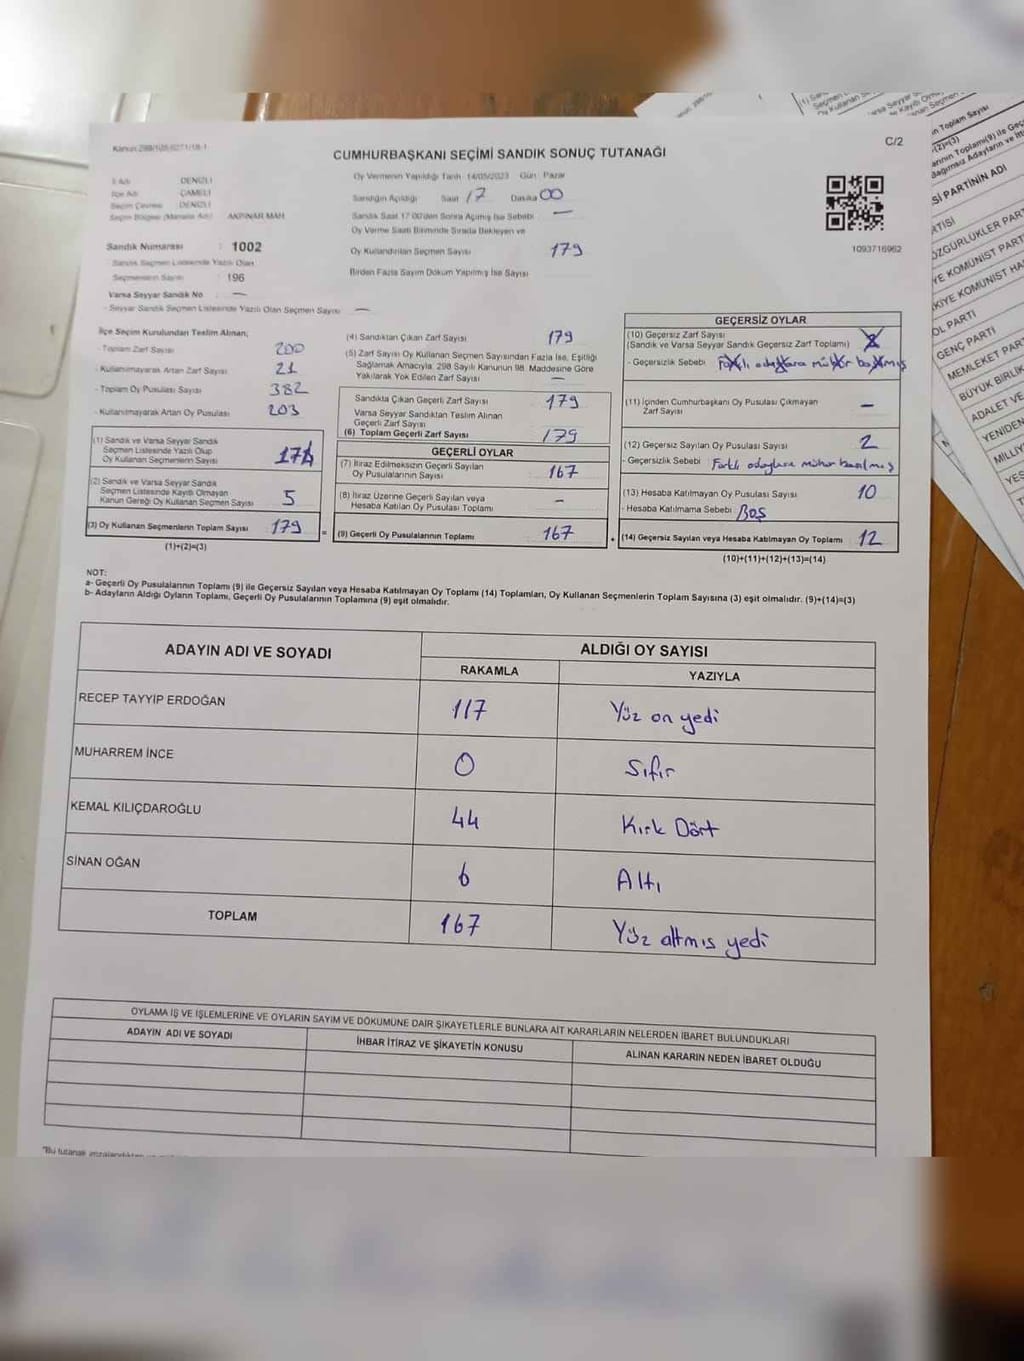 C/2
CUMHURBAŞKANI SEÇİMİ SANDIK SONUÇ TUTANAĞI
İli Adı DENİZLİ
İlçe Adı ÇAMELİ
Seçim Çevresi DENİZLİ
Seçim Bölgesi (Mahalle Adı) AKPINAR MAH
Sandık Numarası : 1002
Sandık Seçmen Listesinde Yazılı Olan
Seçmenlerin Sayısı : 196
Varsa Seyyar Sandık No : —
- Seyyar Sandık Seçmen Listesinde Yazılı Olan Seçmen Sayısı —
Oy Vermenin Yapıldığı Tarih: 14/05/2023 Gün: Pazar
Sandığın Açıldığı Saat 17 Dakika 00
Sandık Saat 17:00'den Sonra Açılmış İse Sebebi —
Oy Verme Saati Bitiminde Sırada Bekleyen ve
Oy Kullandırılan Seçmen Sayısı 179
Birden Fazla Sayım Döküm Yapılmış İse Sayısı
1093716962
İlçe Seçim Kurulundan Teslim Alınan;
- Toplam Zarf Sayısı 200
- Kullanılmayarak Artan Zarf Sayısı 21
- Toplam Oy Pusulası Sayısı 382
- Kullanılmayarak Artan Oy Pusulası 203
(1) Sandık ve Varsa Seyyar Sandık
Seçmen Listesinde Yazılı Olup
Oy Kullanan Seçmenlerin Sayısı 174
(2) Sandık ve Varsa Seyyar Sandık
Seçmen Listesinde Kayıtlı Olmayan
Kanun Gereği Oy Kullanan Seçmen Sayısı 5
(3) Oy Kullanan Seçmenlerin Toplam Sayısı 179
(1)+(2)=(3)
(4) Sandıktan Çıkan Zarf Sayısı 179
(5) Zarf Sayısı Oy Kullanan Seçmen Sayısından Fazla İse, Eşitliği
Sağlamak Amacıyla, 298 Sayılı Kanunun 98. Maddesine Göre
Yakılarak Yok Edilen Zarf Sayısı —
Sandıkta Çıkan Geçerli Zarf Sayısı 179
Varsa Seyyar Sandıktan Teslim Alınan
Geçerli Zarf Sayısı
(6) Toplam Geçerli Zarf Sayısı 179
GEÇERLİ OYLAR
(7) İtiraz Edilmeksizin Geçerli Sayılan
Oy Pusulalarının Sayısı 167
(8) İtiraz Üzerine Geçerli Sayılan veya
Hesaba Katılan Oy Pusulası Toplamı —
= (9) Geçerli Oy Pusulalarının Toplamı 167
GEÇERSİZ OYLAR
(10) Geçersiz Zarf Sayısı
(Sandık ve Varsa Seyyar Sandık Geçersiz Zarf Toplamı) 2
- Geçersizlik Sebebi Farklı adaylara mühür basılmış
(11) İçinden Cumhurbaşkanı Oy Pusulası Çıkmayan
Zarf Sayısı —
(12) Geçersiz Sayılan Oy Pusulası Sayısı 2
- Geçersizlik Sebebi : Farklı adaylara mühür basılmış
(13) Hesaba Katılmayan Oy Pusulası Sayısı 10
- Hesaba Katılmama Sebebi : Boş
+ (14) Geçersiz Sayılan veya Hesaba Katılmayan Oy Toplamı 12
(10)+(11)+(12)+(13)=(14)
NOT:
a- Geçerli Oy Pusulalarının Toplamı (9) ile Geçersiz Sayılan veya Hesaba Katılmayan Oy Toplamı (14) Toplamları, Oy Kullanan Seçmenlerin Toplam Sayısına (3) eşit olmalıdır. (9)+(14)=(3)
b- Adayların Aldığı Oyların Toplamı, Geçerli Oy Pusulalarının Toplamına (9) eşit olmalıdır.
ADAYIN ADI VE SOYADI ALDIĞI OY SAYISI
RAKAMLA YAZIYLA
RECEP TAYYİP ERDOĞAN 117 Yüz on yedi
MUHARREM İNCE 0 Sıfır
KEMAL KILIÇDAROĞLU 44 Kırk Dört
SİNAN OĞAN 6 Altı
TOPLAM 167 Yüz altmış yedi
OYLAMA İŞ VE İŞLEMLERİNE VE OYLARIN SAYIM VE DÖKÜMÜNE DAİR ŞİKAYETLERLE BUNLARA AİT KARARLARIN NELERDEN İBARET BULUNDUKLARI
ADAYIN ADI VE SOYADI İHBAR İTİRAZ VE ŞİKAYETİN KONUSU ALINAN KARARIN NEDEN İBARET OLDUĞU
"Bu tutanak
Sİ PARTİNİN ADI
ÖZGÜRLÜKLER PAR
YE KOMÜNİST PART
KİYE KOMÜNİST HA
OL PARTİ
GENÇ PARTİ
MEMLEKET PAR
BÜYÜK BİRLİK
ADALET VE
YENİDEN
MİLLİY
YEŞ